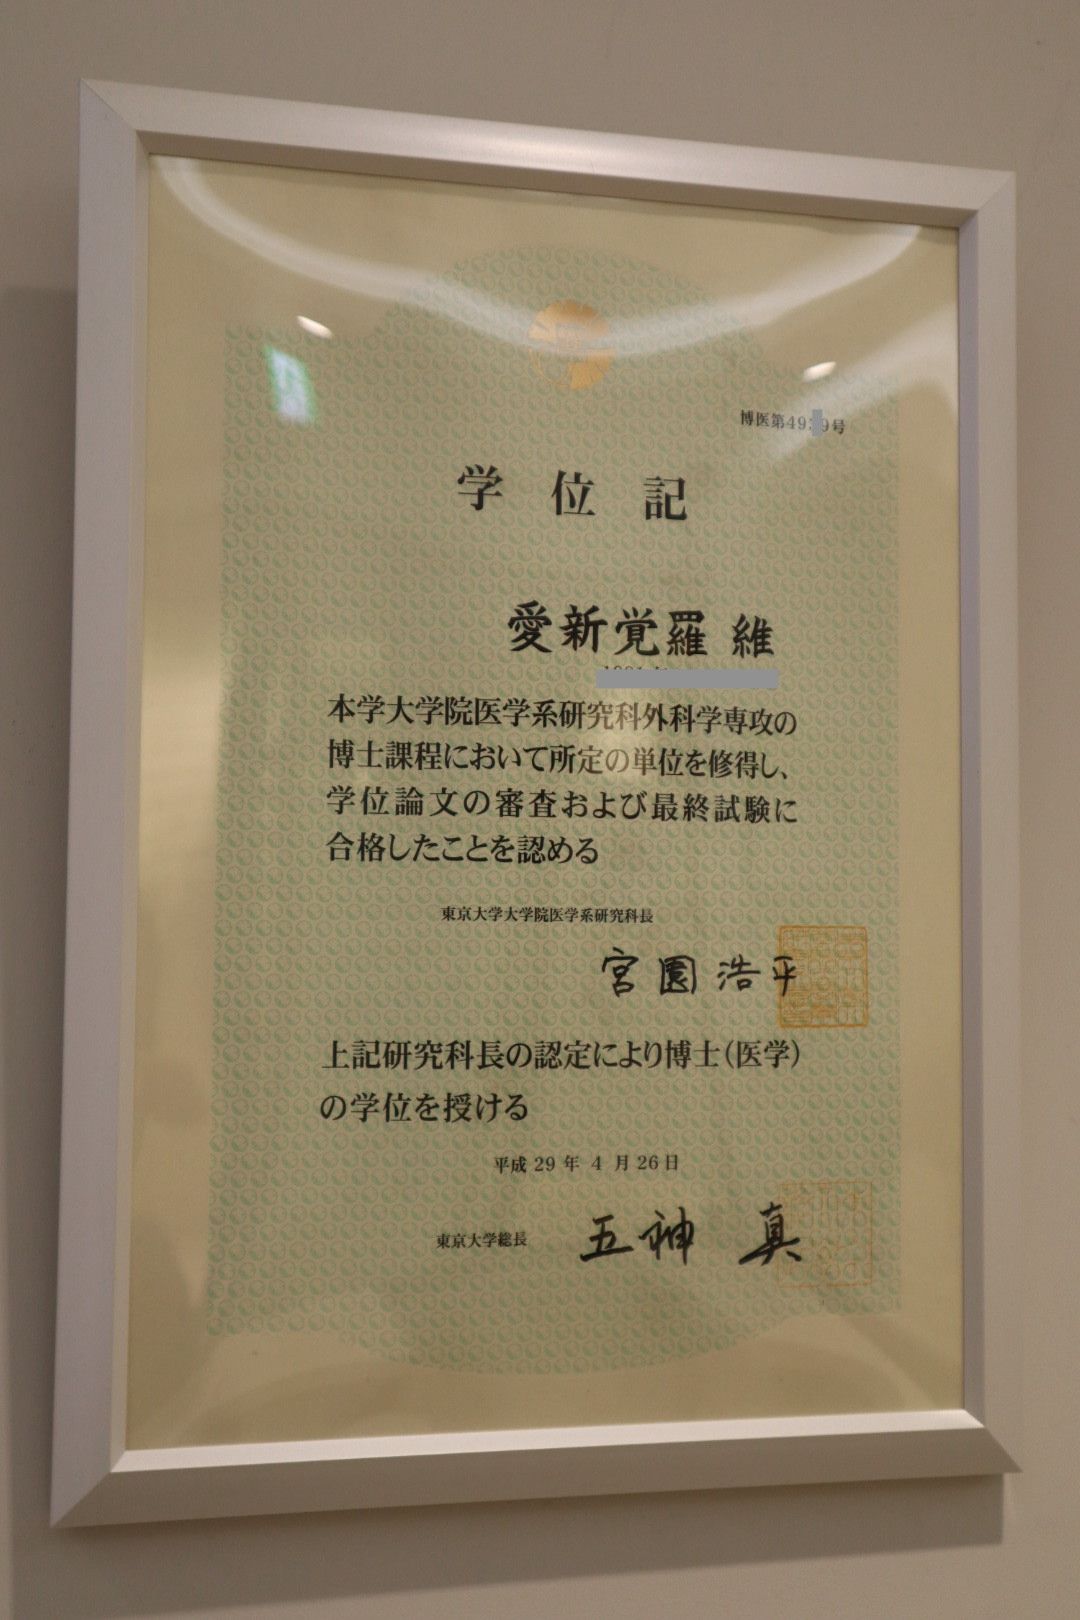 博医第49 9号
学位記
愛新覚羅 維
本学大学院医学系研究科外科学専攻の
博士課程において所定の単位を修得し、
学位論文の審査および最終試験に
合格したことを認める
東京大学大学院医学系研究科長
宮園浩平
上記研究科長の認定により博士(医学)
の学位を授ける
平成29年4月26日
東京大学総長
五神 真